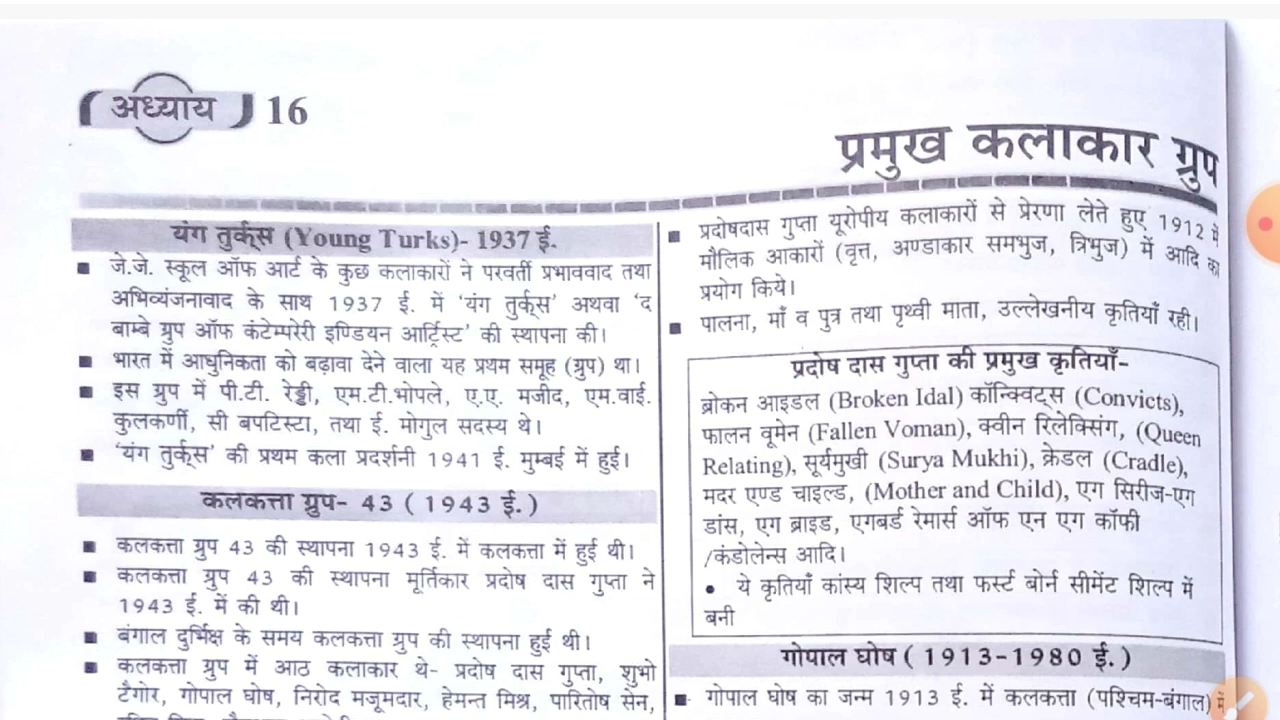 अध्याय 16
प्रमुख कलाकार ग्रुप
यंग तुर्क्स (Young Turks)- 1937 ई.
जे.जे. स्कूल ऑफ आर्ट के कुछ कलाकारों ने परवर्ती प्रभाववाद तथा
अभिव्यंजनावाद के साथ 1937 ई. में ‘यंग तुर्क्स’ अथवा ‘द
बाम्बे ग्रुप ऑफ कंटेम्परेरी इण्डियन आर्ट्रिस्ट’ की स्थापना की।
भारत में आधुनिकता को बढ़ावा देने वाला यह प्रथम समूह (ग्रुप) था।
इस ग्रुप में पी.टी. रेड्डी, एम.टी.भोपले, ए.ए. मजीद, एम.वाई.
कुलकर्णी, सी बपटिस्टा, तथा ई. मोगुल सदस्य थे।
‘यंग तुर्क्स’ की प्रथम कला प्रदर्शनी 1941 ई. मुम्बई में हुई।
कलकत्ता ग्रुप- 43 ( 1943 ई. )
कलकत्ता ग्रुप 43 की स्थापना 1943 ई. में कलकत्ता में हुई थी।
कलकत्ता ग्रुप 43 की स्थापना मूर्तिकार प्रदोष दास गुप्ता ने
1943 ई. में की थी।
बंगाल दुर्भिक्ष के समय कलकत्ता ग्रुप की स्थापना हुई थी।
कलकत्ता ग्रुप में आठ कलाकार थे- प्रदोष दास गुप्ता, शुभो
टैगोर, गोपाल घोष, निरोद मजूमदार, हेमन्त मिश्र, पारितोष सेन,
प्रदोषदास गुप्ता यूरोपीय कलाकारों से प्रेरणा लेते हुए 1912 में
मौलिक आकारों (वृत्त, अण्डाकार समभुज, त्रिभुज) में आदि का
प्रयोग किये।
पालना, माँ व पुत्र तथा पृथ्वी माता, उल्लेखनीय कृतियाँ रही।
प्रदोष दास गुप्ता की प्रमुख कृतियाँ-
ब्रोकन आइडल (Broken Idal) कॉन्क्विट्स (Convicts),
फालन वूमेन (Fallen Voman), क्वीन रिलेक्सिंग, (Queen
Relating), सूर्यमुखी (Surya Mukhi), क्रेडल (Cradle),
मदर एण्ड चाइल्ड, (Mother and Child), एग सिरीज-एग
डांस, एग ब्राइड, एगबर्ड रेमार्स ऑफ एन एग कॉफी
/कंडोलेन्स आदि।
• ये कृतियाँ कांस्य शिल्प तथा फर्स्ट बोर्न सीमेंट शिल्प में
बनी
गोपाल घोष ( 1913-1980 ई. )
गोपाल घोष का जन्म 1913 ई. में कलकत्ता (पश्चिम-बंगाल) में